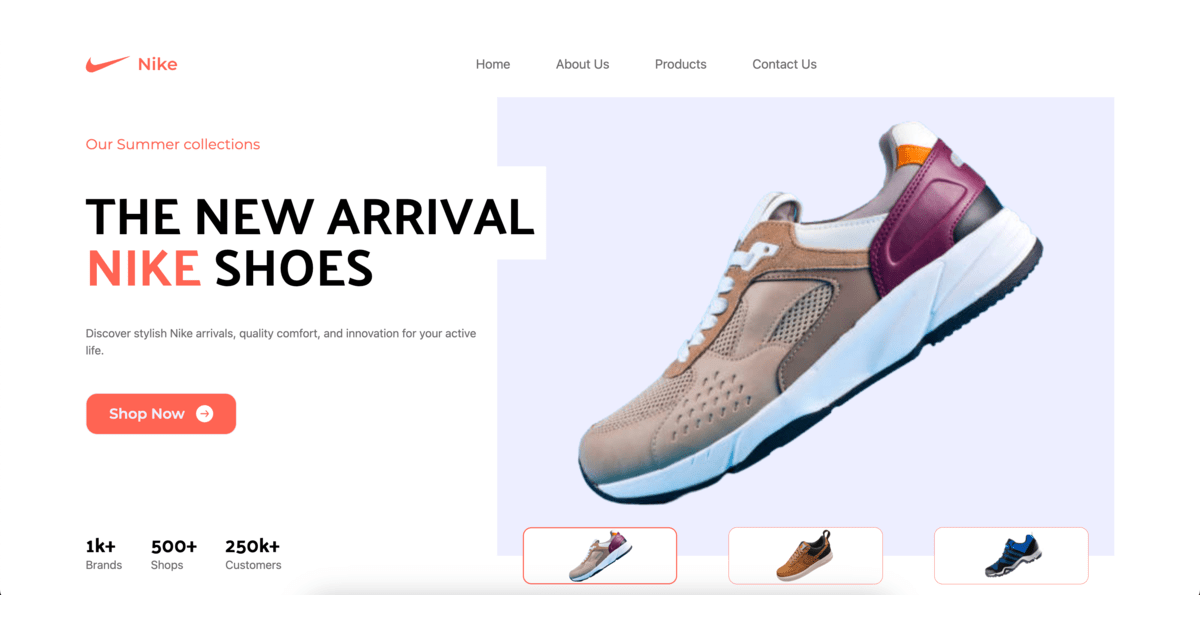 Nike
Home
About Us
Products
Contact Us
Our Summer collections
THE NEW ARRIVAL
NIKE SHOES
Discover stylish Nike arrivals, quality comfort, and innovation for your active
life.
Shop Now
1k+
Brands
500+
Shops
250k+
Customers